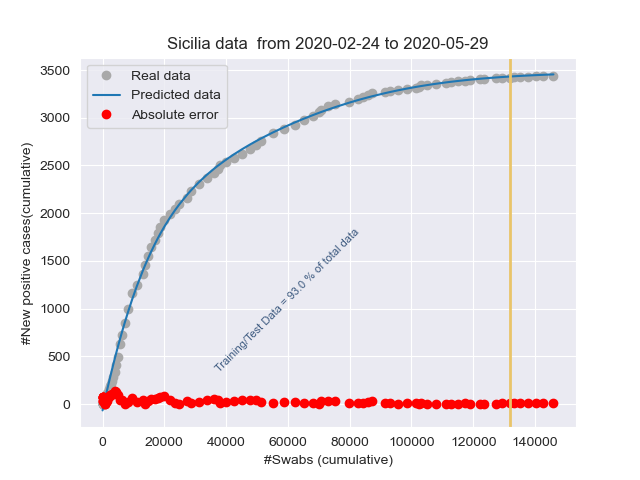 Sicilia data  from 2020-02-24 to 2020-05-29
Real data
Predicted data
Absolute error
#New positive cases(cumulative)
3500
3000
2500
2000
1500
1000
500
0
Training/Test Data = 93.0 % of total data
0
20000
40000
60000
80000
100000
120000
140000
#Swabs (cumulative)